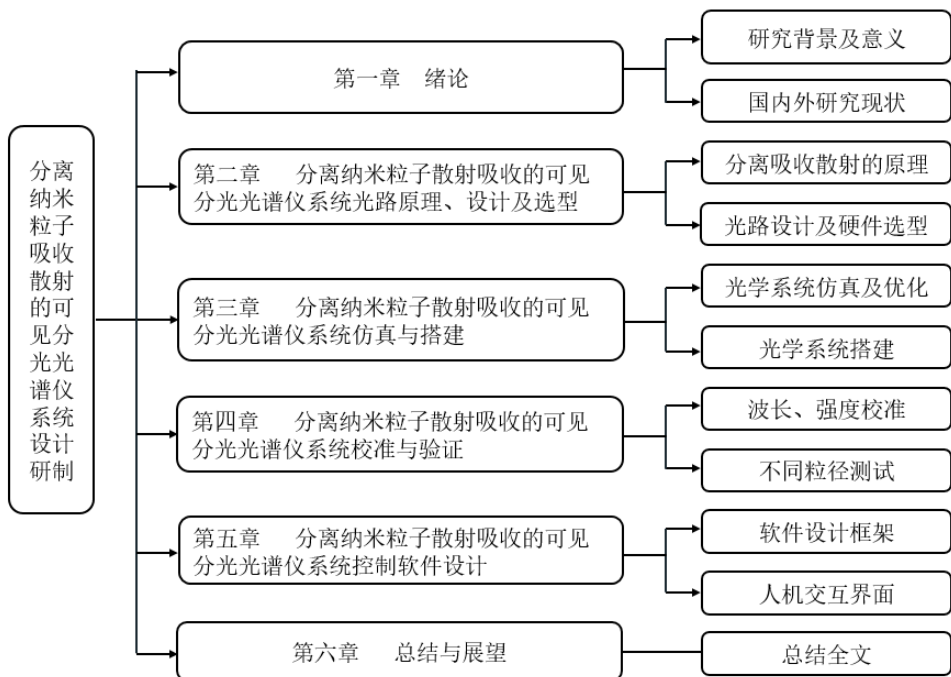 分离
纳米
粒子
吸收
散射
的可
见分
光光
谱仪
系统
设计
研制
第一章 绪论
研究背景及意义
国内外研究现状
第二章 分离纳米粒子散射吸收的可见
分光光谱仪系统光路原理、设计及选型
分离吸收散射的原理
光路设计及硬件选型
第三章 分离纳米粒子散射吸收的可见
分光光谱仪系统仿真与搭建
光学系统仿真及优化
光学系统搭建
第四章 分离纳米粒子散射吸收的可见
分光光谱仪系统校准与验证
波长、强度校准
不同粒径测试
第五章 分离纳米粒子散射吸收的可见
分光光谱仪系统控制软件设计
软件设计框架
人机交互界面
第六章 总结与展望
总结全文